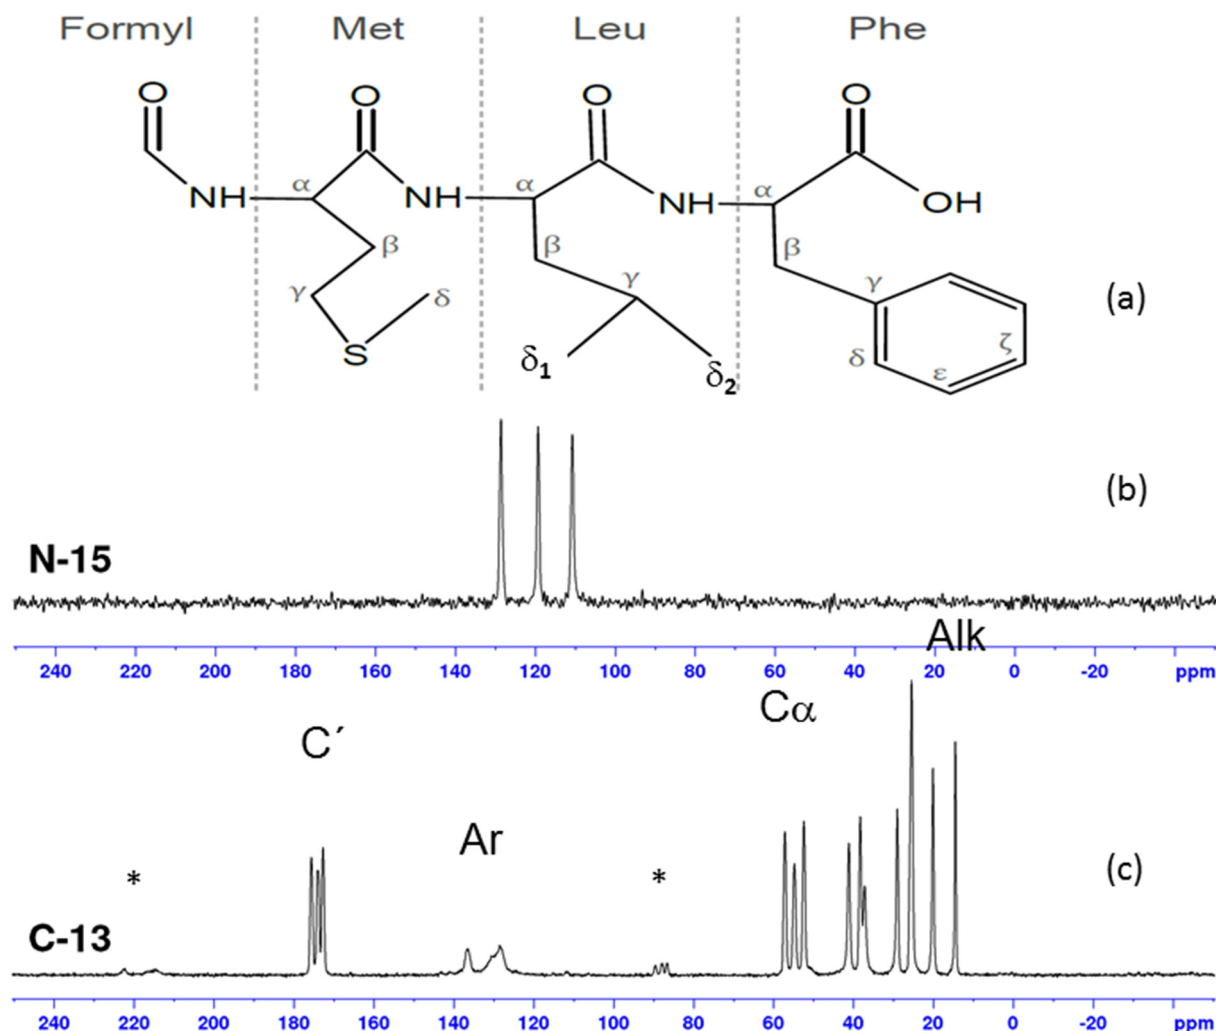 Formyl Met Leu Phe
O O O O
α α α
NH NH NH OH
β β β
γ γ γ
δ
S
δ₁ δ₂ δ ε ζ
(a)
(b)
N-15
Alk
240 220 200 180 160 140 120 100 80 60 40 20 0 -20 ppm
Cα
C´
Ar
* *
(c)
C-13
240 220 200 180 160 140 120 100 80 60 40 20 0 -20 ppm